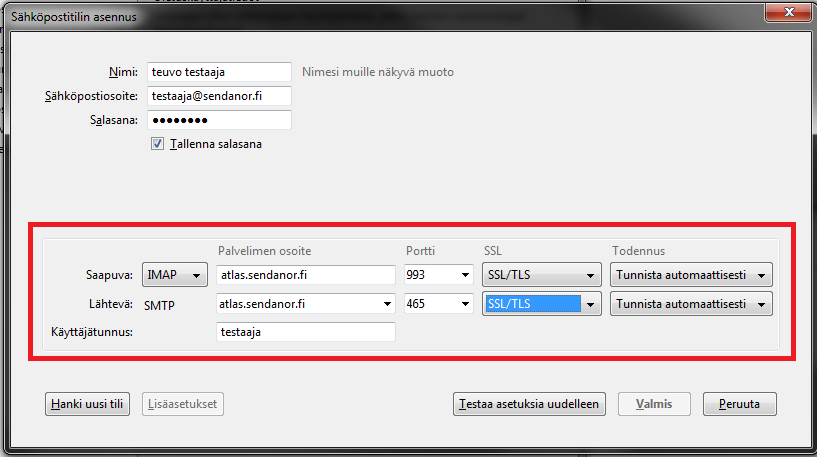 Sähköpostitilin asennus
Nimi: teuvo testaaja Nimesi muille näkyvä muoto
Sähköpostiosoite: testaaja@sendanor.fi
Salasana: ●●●●●●●●
Tallenna salasana
Palvelimen osoite Portti SSL Todennus
Saapuva: IMAP atlas.sendanor.fi 993 SSL/TLS Tunnista automaattisesti
Lähtevä: SMTP atlas.sendanor.fi 465 SSL/TLS Tunnista automaattisesti
Käyttäjätunnus: testaaja
Hanki uusi tili Lisäasetukset Testaa asetuksia uudelleen Valmis Peruuta